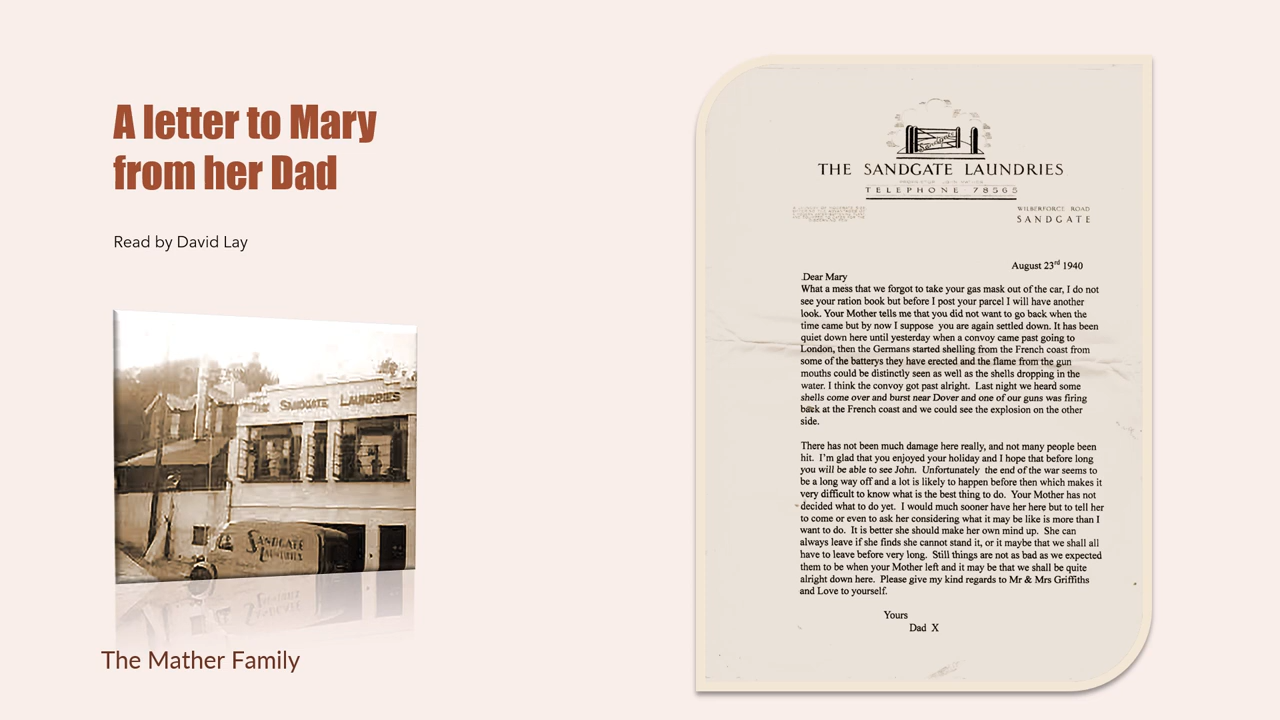 A letter to Mary
from her Dad
Read by David Lay
THE SANDGATE LAUNDRIES
SANDGATE
LAUNDRIES
The Mather Family
Sandgate
THE SANDGATE LAUNDRIES
TELEPHONE 78565
WILBERFORCE ROAD
SANDGATE
August 23rd 1940
Dear Mary
What a mess that we forgot to take your gas mask out of the car, I do not
see your ration book but before I post your parcel I will have another
look. Your Mother tells me that you did not want to go back when the
time came but by now I suppose you are again settled down. It has been
quiet down here until yesterday when a convoy came past going to
London, then the Germans started shelling from the French coast from
some of the batterys they have erected and the flame from the gun
mouths could be distinctly seen as well as the shells dropping in the
water. I think the convoy got past alright. Last night we heard some
shells come over and burst near Dover and one of our guns was firing
back at the French coast and we could see the explosion on the other
side.
There has not been much damage here really, and not many people been
hit. I'm glad that you enjoyed your holiday and I hope that before long
you will be able to see John. Unfortunately the end of the war seems to
be a long way off and a lot is likely to happen before then which makes it
very difficult to know what is the best thing to do. Your Mother has not
decided what to do yet. I would much sooner have her here but to tell her
to come or even to ask her considering what it may be like is more than I
want to do. It is better she should make her own mind up. She can
always leave if she finds she cannot stand it, or it maybe that we shall all
have to leave before very long. Still things are not as bad as we expected
them to be when your Mother left and it may be that we shall be quite
alright down here. Please give my kind regards to Mr & Mrs Griffiths
and Love to yourself.
Yours
Dad X